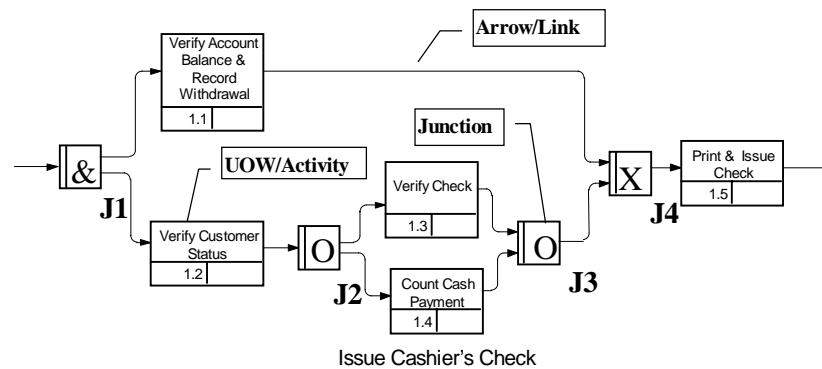 Arrow/Link
Verify Account
Balance &
Record
Withdrawal
1.1
&
J1
UOW/Activity
Verify Customer
Status
1.2
O
J2
Verify Check
1.3
Count Cash
Payment
1.4
Junction
O
J3
X
J4
Print & Issue
Check
1.5
Issue Cashier's Check